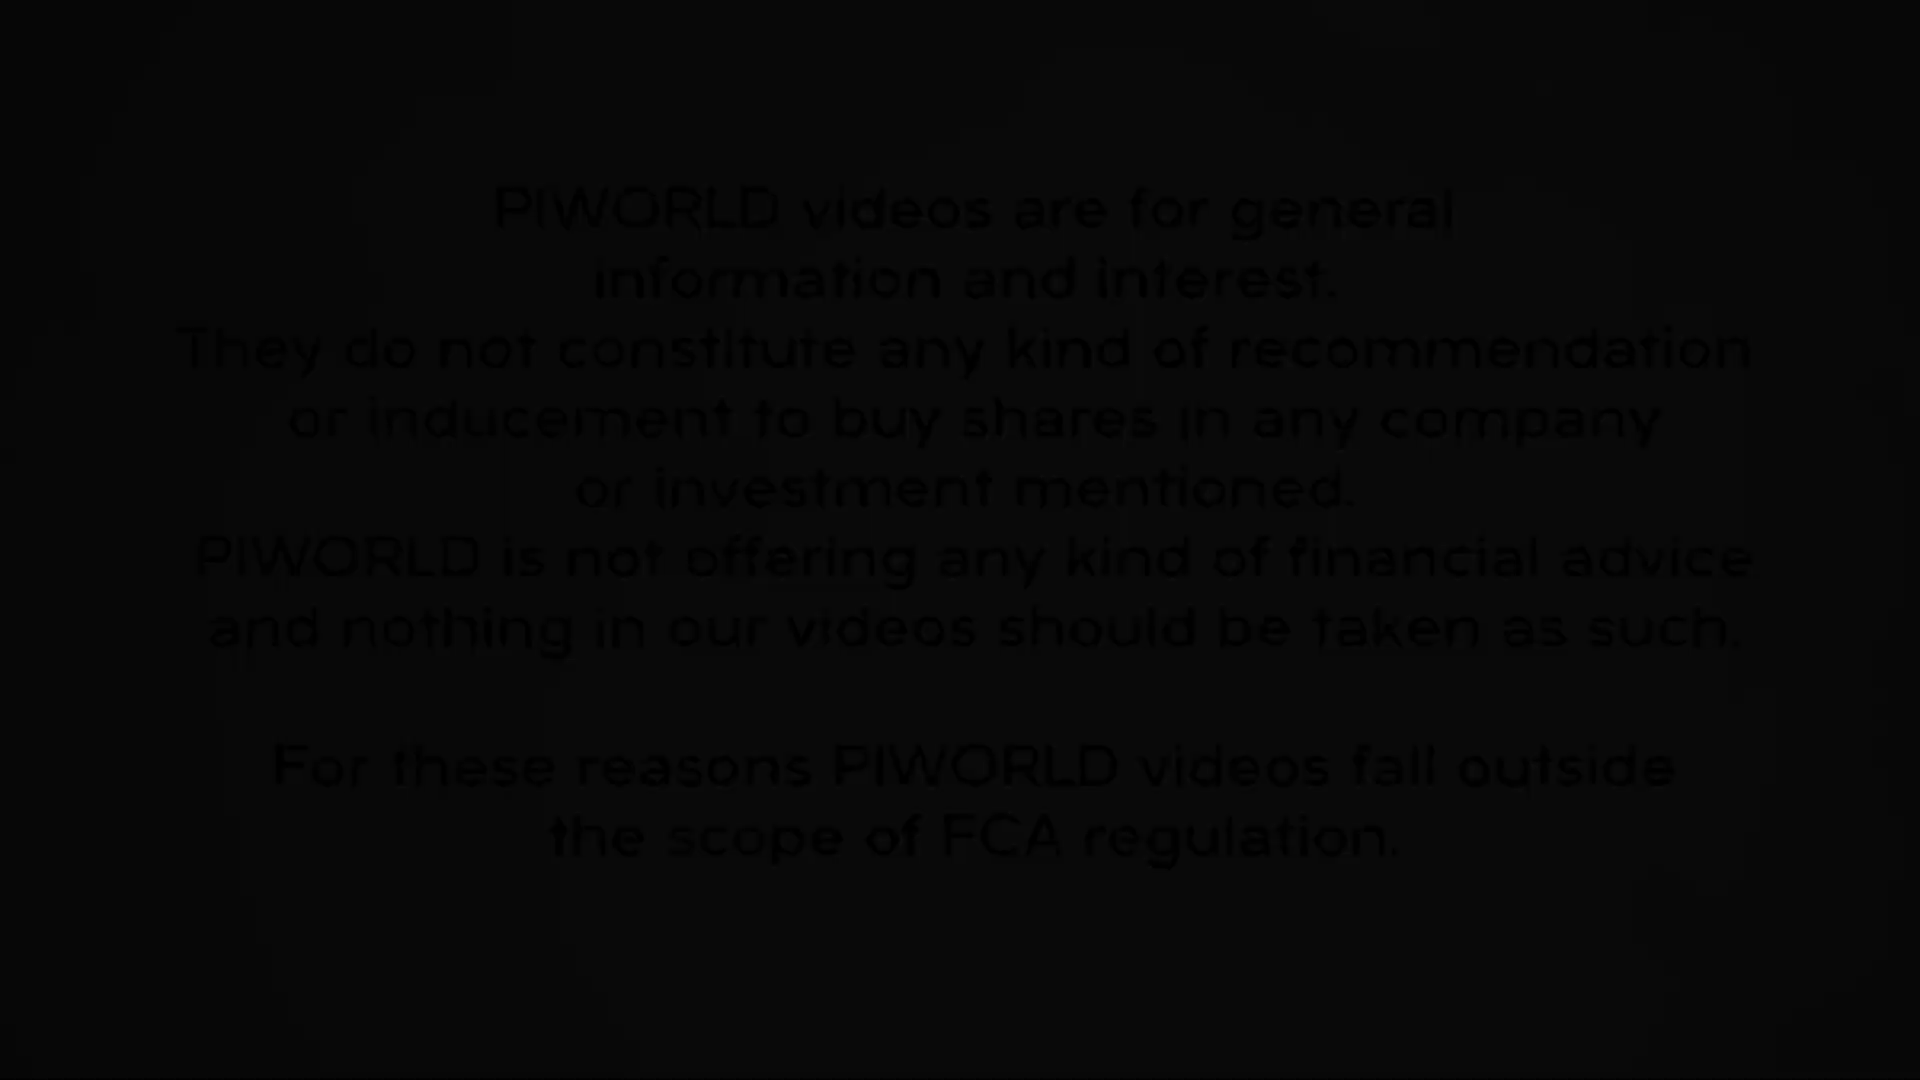 PIWORLD videos are for general
information and interest.
They do not constitute any kind of recommendation
or inducement to buy shares in any company
or investment mentioned.
PIWORLD is not offering any kind of financial advice
and nothing in our videos should be taken as such.
For these reasons PIWORLD videos fall outside
the scope of FCA regulation.